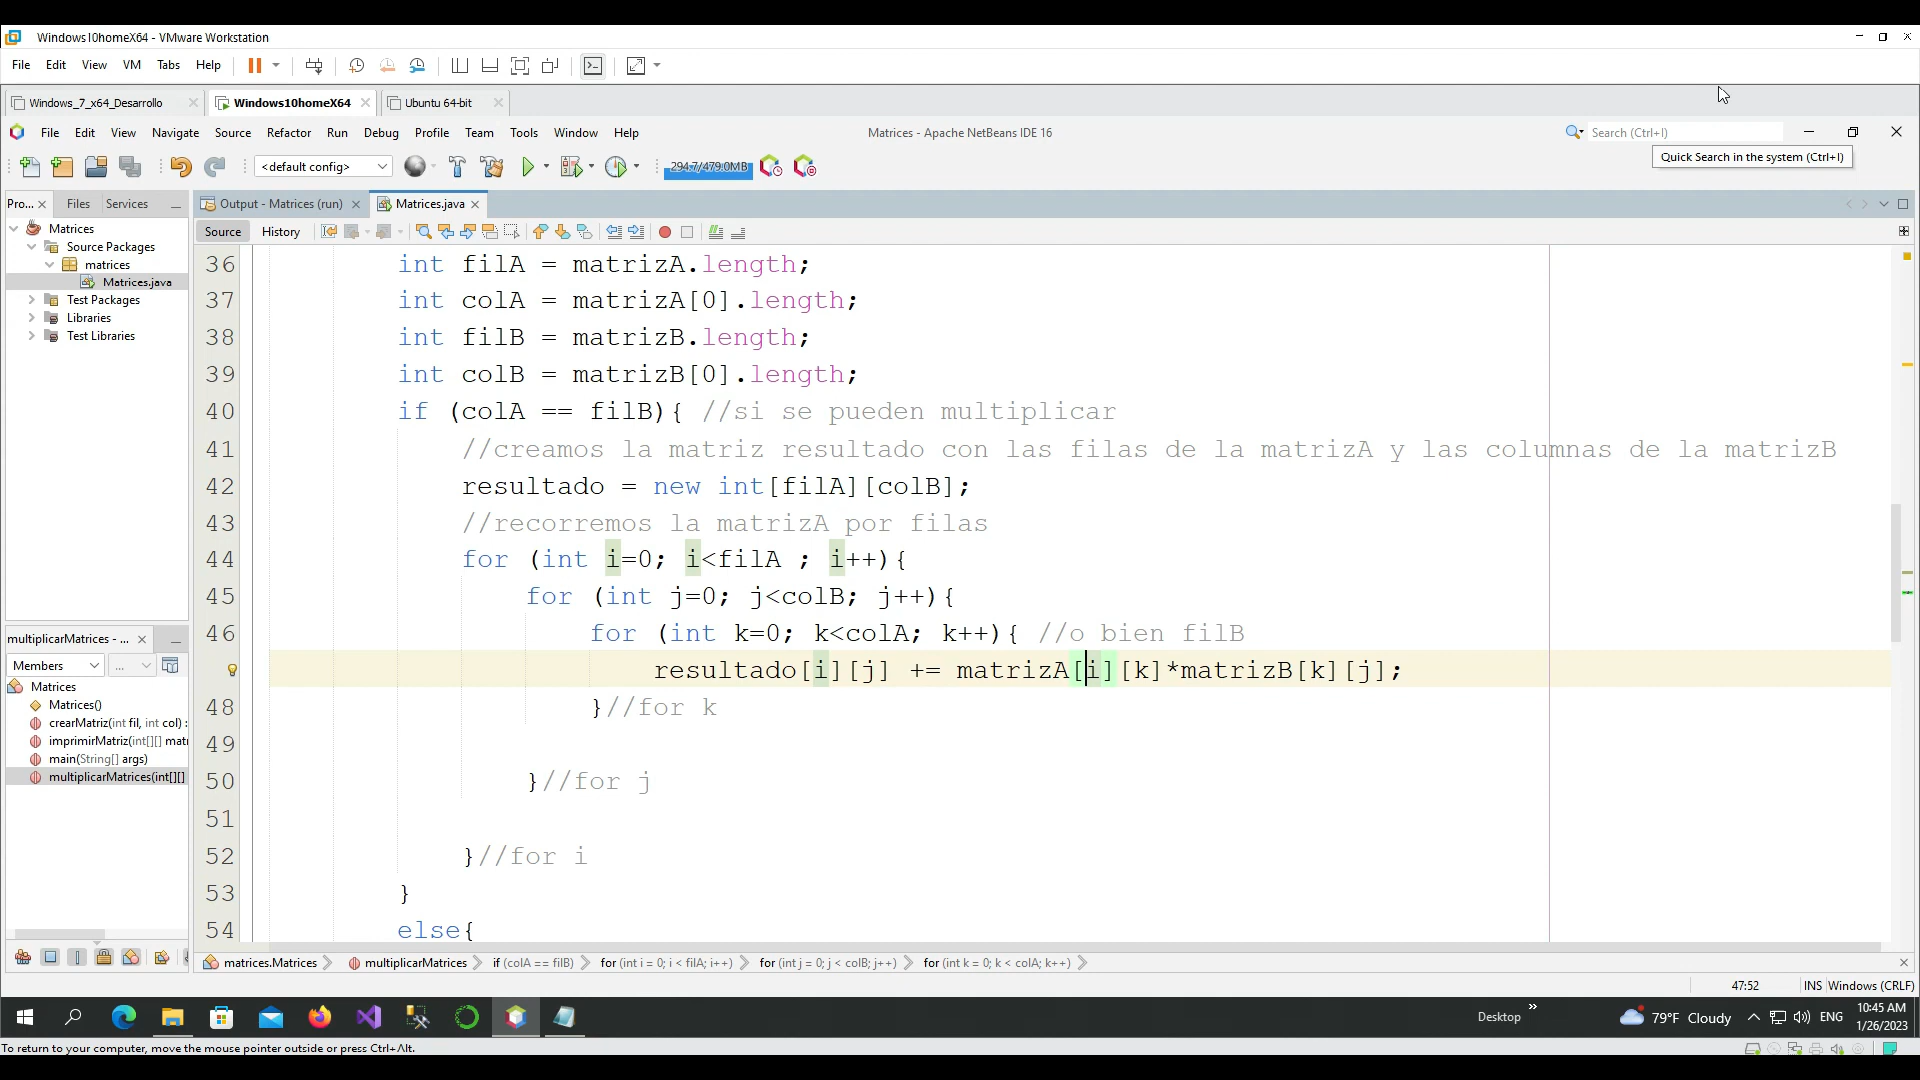 Windows10homeX64 - VMware Workstation
File Edit View VM Tabs Help
Windows_7_x64_Desarrollo Windows10homeX64 Ubuntu 64-bit
File Edit View Navigate Source Refactor Run Debug Profile Team Tools Window Help Matrices - Apache NetBeans IDE 16 Search (Ctrl+I)
<default config> 294.7/479.0MB Quick Search in the system (Ctrl+I)
Pro... Files Services Output - Matrices (run) Matrices.java
Source History
Matrices
Source Packages
matrices
Matrices.java
Test Packages
Libraries
Test Libraries
36 int filA = matrizA.length;
37 int colA = matrizA[0].length;
38 int filB = matrizB.length;
39 int colB = matrizB[0].length;
40 if (colA == filB){ //si se pueden multiplicar
41 //creamos la matriz resultado con las filas de la matrizA y las columnas de la matrizB
42 resultado = new int[filA][colB];
43 //recorremos la matrizA por filas
44 for (int i=0; i<filA ; i++){
45 for (int j=0; j<colB; j++){
46 for (int k=0; k<colA; k++){ //o bien filB
resultado[i][j] += matrizA[i][k]*matrizB[k][j];
48 }//for k
49
50 }//for j
51
52 }//for i
53 }
54 else{
multiplicarMatrices - ...
Members ...
Matrices
Matrices()
crearMatriz(int fil, int col) :
imprimirMatriz(int[][] matr
main(String[] args)
multiplicarMatrices(int[][]
matrices.Matrices multiplicarMatrices if (colA == filB) for (int i = 0; i < filA; i++) for (int j = 0; j < colB; j++) for (int k = 0; k < colA; k++)
47:52 INS Windows (CRLF)
Desktop 79°F Cloudy ENG 10:45 AM
1/26/2023
To return to your computer, move the mouse pointer outside or press Ctrl+Alt.